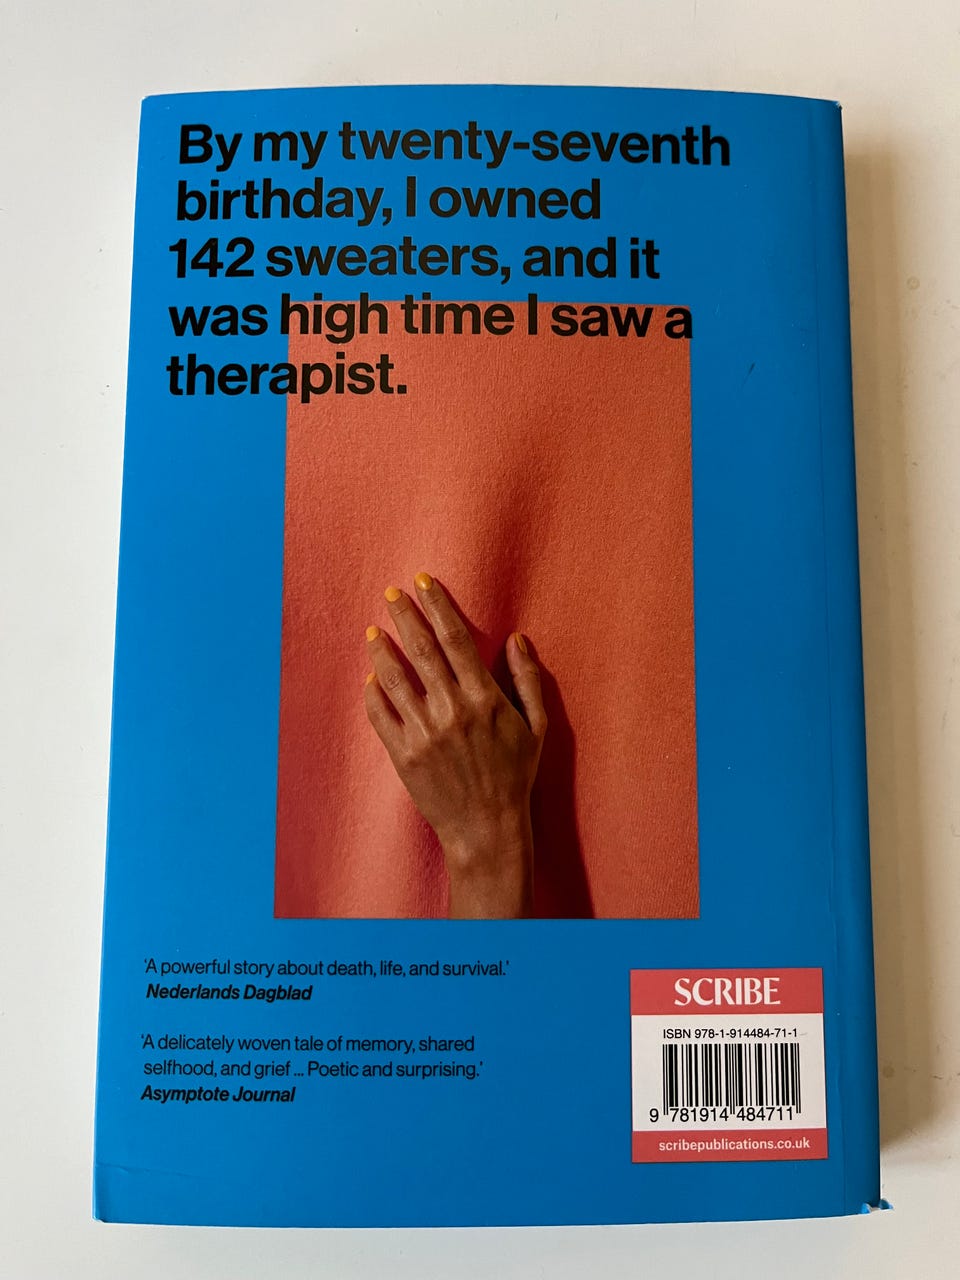 By my twenty-seventh
birthday, I owned
142 sweaters, and it
was high time I saw a
therapist.
‘A powerful story about death, life, and survival.’
Nederlands Dagblad
‘A delicately woven tale of memory, shared
selfhood, and grief ... Poetic and surprising.’
Asymptote Journal
SCRIBE
ISBN 978-1-914484-71-1
9 781914 484711
scribepublications.co.uk